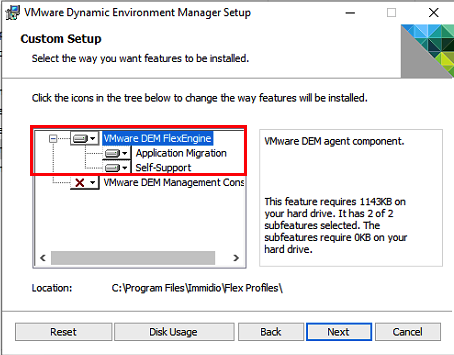 VMware Dynamic Environment Manager Setup
Custom Setup
Select the way you want features to be installed.
Click the icons in the tree below to change the way features will be installed.
VMware DEM FlexEngine
Application Migration
Self-Support
VMware DEM Management Cons
VMware DEM agent component.
This feature requires 1143KB on
your hard drive. It has 2 of 2
subfeatures selected. The
subfeatures require 0KB on your
hard drive.
Location: C:\Program Files\Immidio\Flex Profiles\
Reset Disk Usage Back Next Cancel